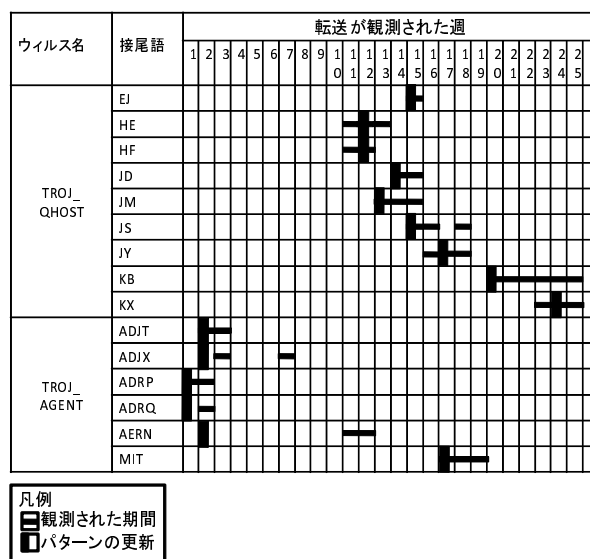 ウィルス名 接尾語 転送が観測された週
1 2 3 4 5 6 7 8 9 10 11 12 13 14 15 16 17 18 19 20 21 22 23 24 25
TROJ_
QHOST
EJ
HE
HF
JD
JM
JS
JY
KB
KX
TROJ_
AGENT
ADJT
ADJX
ADRP
ADRQ
AERN
MIT
凡例
観測された期間
パターンの更新